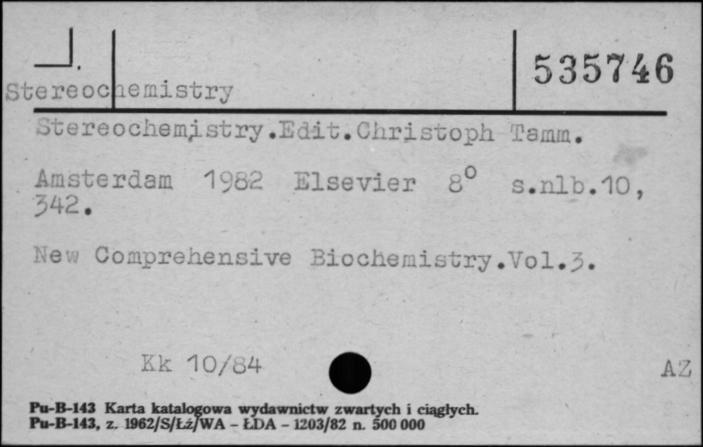 535746
Stereochemistry
Stereochemistry.Edit.Christoph Tamm.
Amsterdam 1982 Elsevier 8° s.nlb.10,
342.
New Comprehensive Biochemistry.Vol.3.
Kk 10/84
AZ
Pu-B-143 Karta katalogowa wydawnictw zwartych i ciągłych.
Pu-B-143, z. 1962/S/Łż/WA – ŁDA – 1203/82 n. 500 000